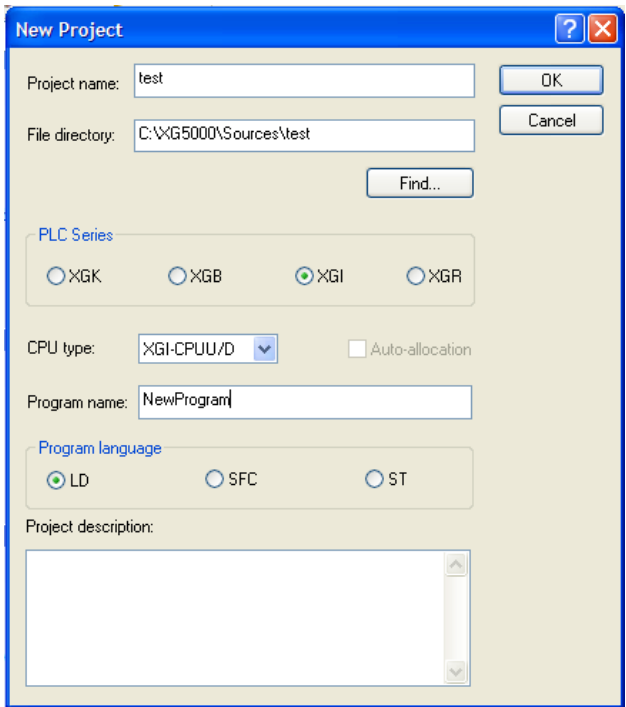 New Project
Project name: test OK
File directory: C:\XG5000\Sources\test Cancel
Find...
PLC Series
XGK XGB XGI XGR
CPU type: XGI-CPUU/D Auto-allocation
Program name: NewProgram
Program language
LD SFC ST
Project description: